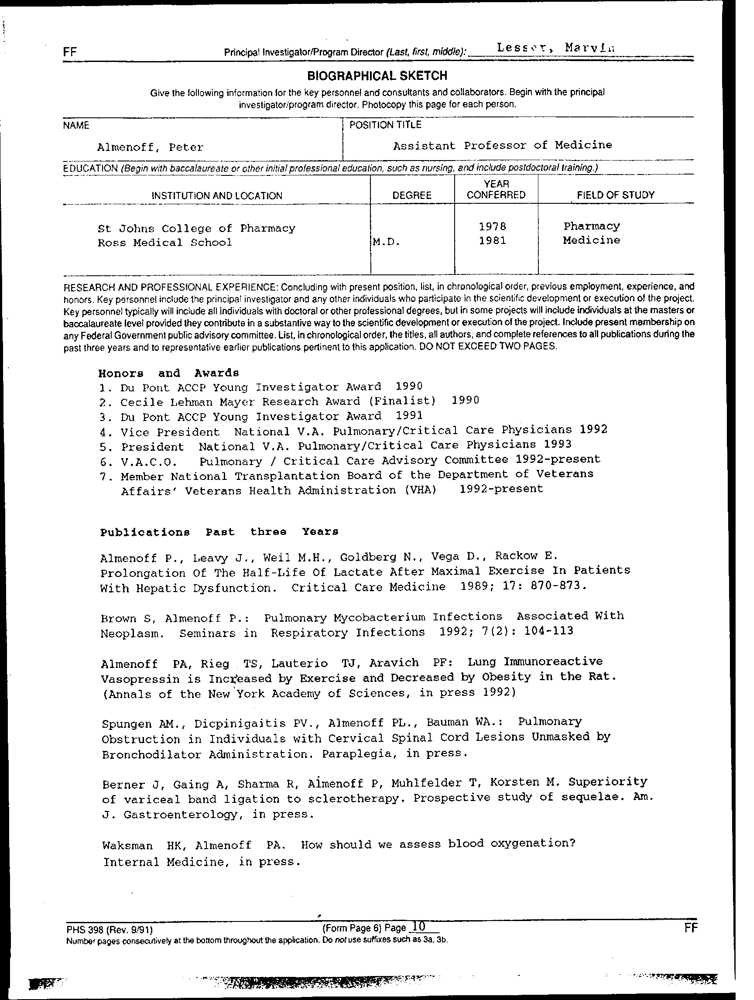 FF Principal Investigator/Program Director (Last, first, middle): Lesser, Marvin
BIOGRAPHICAL SKETCH
Give the following information for the key personnel and consultants and collaborators. Begin with the principal
investigator/program director. Photocopy this page for each person.
NAME POSITION TITLE
Almenoff, Peter Assistant Professor of Medicine
EDUCATION (Begin with baccalaureate or other initial professional education, such as nursing, and include postdoctoral training.)
INSTITUTION AND LOCATION DEGREE YEAR CONFERRED FIELD OF STUDY
St Johns College of Pharmacy 1978 Pharmacy
Ross Medical School M.D. 1981 Medicine
RESEARCH AND PROFESSIONAL EXPERIENCE: Concluding with present position, list, in chronological order, previous employment, experience, and
honors. Key personnel include the principal investigator and any other individuals who participate in the scientific development or execution of the project.
Key personnel typically will include all individuals with doctoral or other professional degrees, but in some projects will include individuals at the masters or
baccalaureate level provided they contribute in a substantive way to the scientific development or execution of the project. Include present membership on
any Federal Government public advisory committee. List, in chronological order, the titles, all authors, and complete references to all publications during the
past three years and to representative earlier publications pertinent to this application. DO NOT EXCEED TWO PAGES.
Honors and Awards
1. Du Pont ACCP Young Investigator Award 1990
2. Cecile Lehman Mayer Research Award (Finalist) 1990
3. Du Pont ACCP Young Investigator Award 1991
4. Vice President National V.A. Pulmonary/Critical Care Physicians 1992
5. President National V.A. Pulmonary/Critical Care Physicians 1993
6. V.A.C.O. Pulmonary / Critical Care Advisory Committee 1992-present
7. Member National Transplantation Board of the Department of Veterans
Affairs' Veterans Health Administration (VHA) 1992-present
Publications Past three Years
Almenoff P., Leavy J., Weil M.H., Goldberg N., Vega D., Rackow E.
Prolongation Of The Half-Life Of Lactate After Maximal Exercise In Patients
With Hepatic Dysfunction. Critical Care Medicine 1989; 17: 870-873.
Brown S, Almenoff P.: Pulmonary Mycobacterium Infections Associated With
Neoplasm. Seminars in Respiratory Infections 1992; 7(2): 104-113
Almenoff PA, Rieg TS, Lauterio TJ, Aravich PF: Lung Immunoreactive
Vasopressin is Increased by Exercise and Decreased by Obesity in the Rat.
(Annals of the New York Academy of Sciences, in press 1992)
Spungen AM., Dicpinigaitis PV., Almenoff PL., Bauman WA.: Pulmonary
Obstruction in Individuals with Cervical Spinal Cord Lesions Unmasked by
Bronchodilator Administration. Paraplegia, in press.
Berner J, Gaing A, Sharma R, Almenoff P, Muhlfelder T, Korsten M. Superiority
of variceal band ligation to sclerotherapy. Prospective study of sequelae. Am.
J. Gastroenterology, in press.
Waksman HK, Almenoff PA. How should we assess blood oxygenation?
Internal Medicine, in press.
PHS 398 (Rev. 9/91) (Form Page 6) Page 10 FF
Number pages consecutively at the bottom throughout the application. Do not use suffixes such as 3a, 3b.